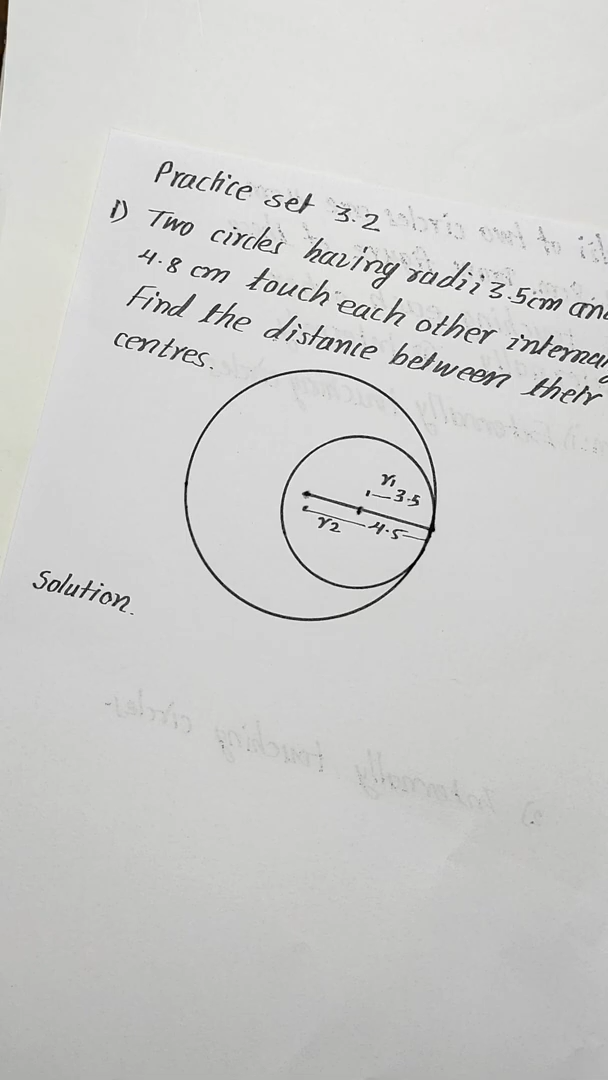 Practice set 3.2
1) Two circles having radii 3.5cm and
4.8 cm touch each other interna
Find the distance between their
centres.
r1
3.5
r2
4.5
Solution.